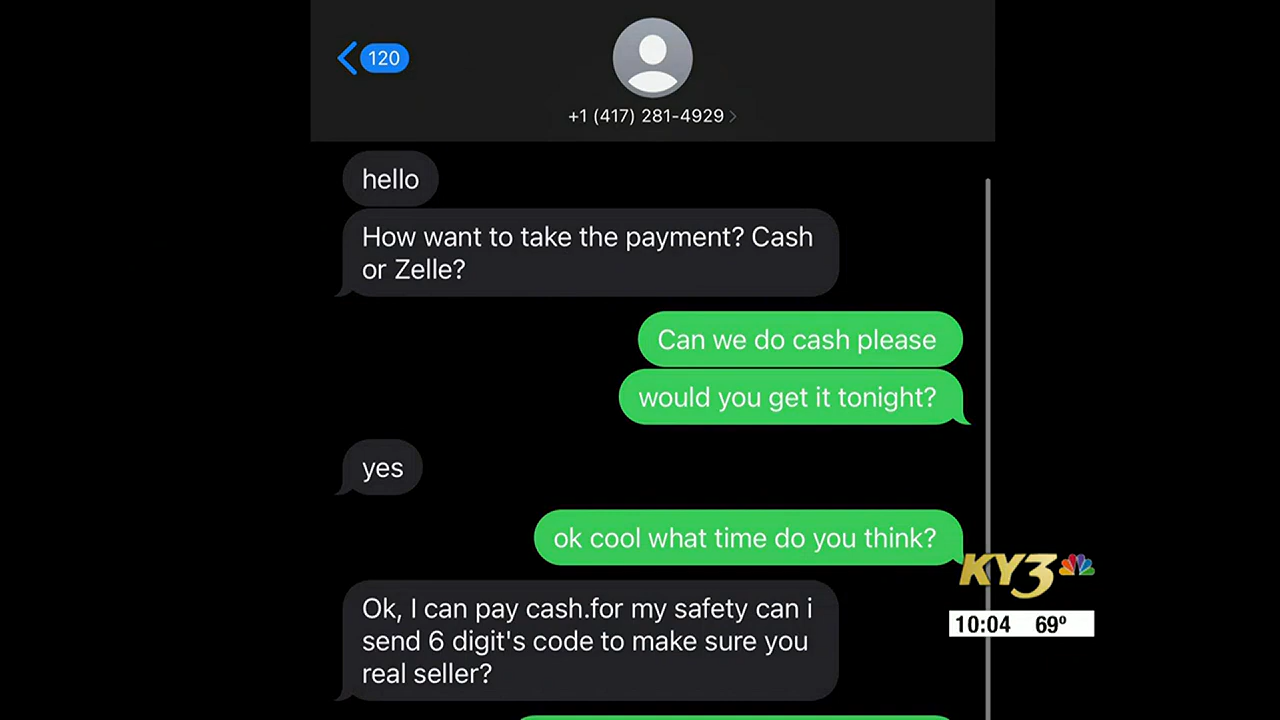 120
+1 (417) 281-4929
hello
How want to take the payment? Cash
or Zelle?
Can we do cash please
would you get it tonight?
yes
ok cool what time do you think?
Ok, I can pay cash.for my safety can i
send 6 digit's code to make sure you
real seller?
KY3
10:04 69º